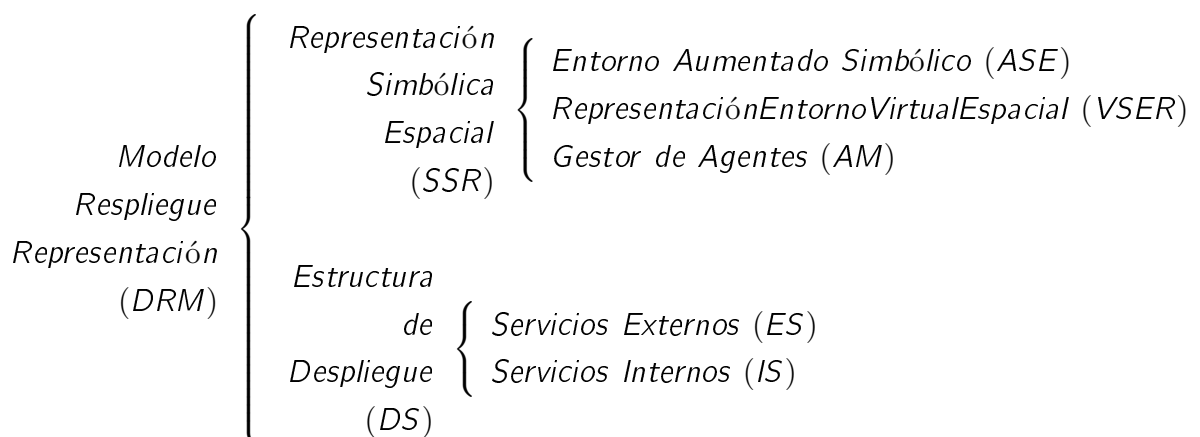 Modelo
Respliegue
Representación
(DRM)
Representación
Simbólica
Espacial
(SSR)
Entorno Aumentado Simbólico (ASE)
RepresentaciónEntornoVirtualEspacial (VSER)
Gestor de Agentes (AM)
Estructura
de
Despliegue
(DS)
Servicios Externos (ES)
Servicios Internos (IS)